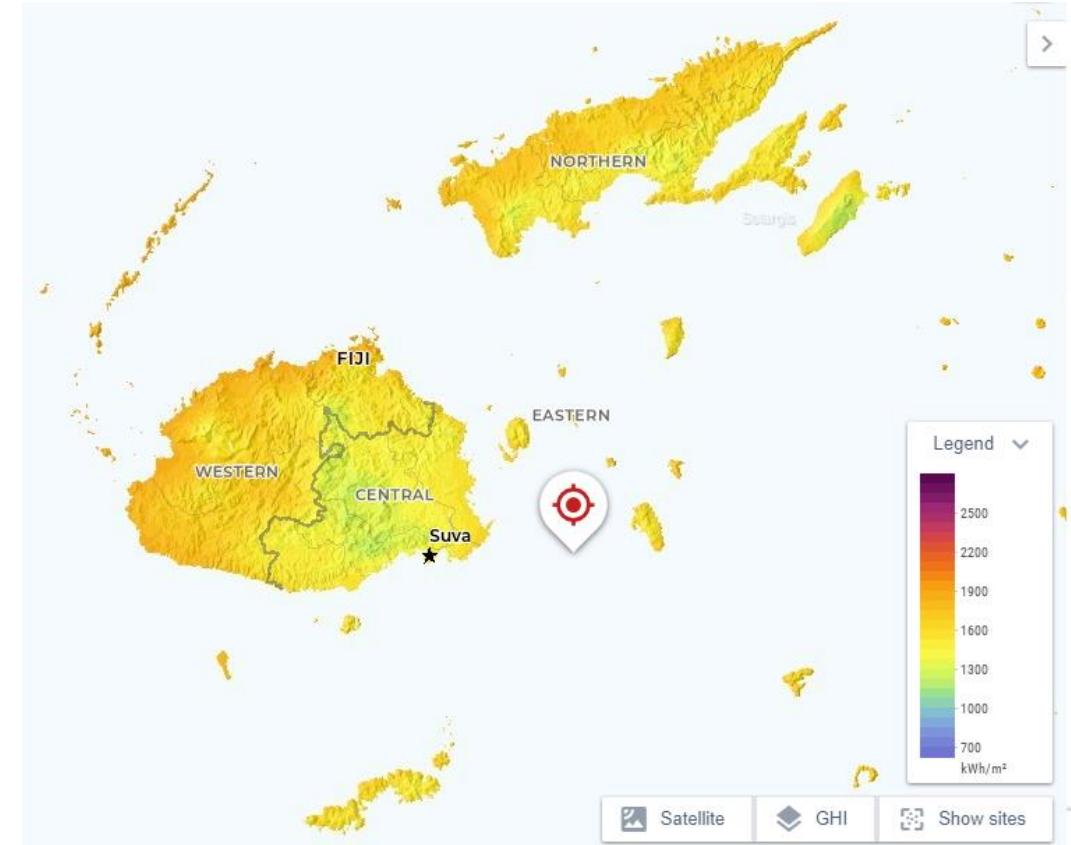 NORTHERN
Solargis
FIJI
EASTERN
WESTERN
CENTRAL
Suva
Legend
2500
2200
1900
1600
1300
1000
700
kWh/m²
Satellite
GHI
Show sites